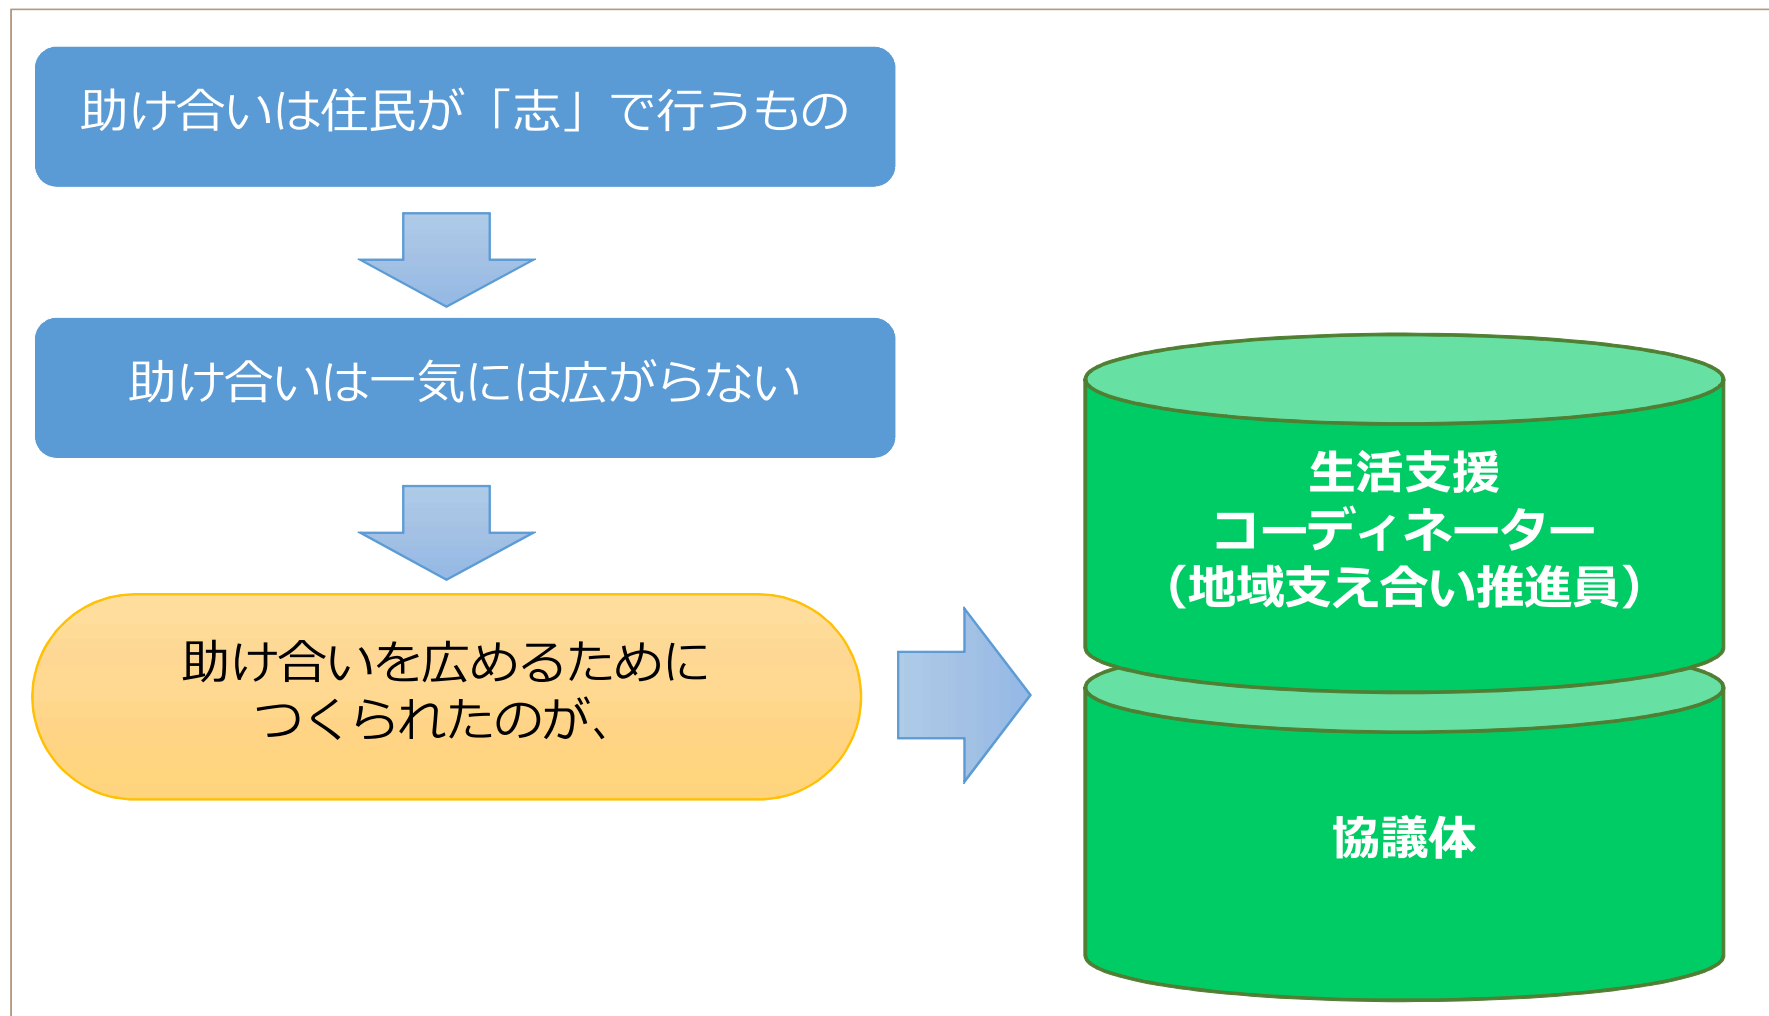 助け合いは住民が「志」で行うもの
助け合いは一気には広がらない
助け合いを広めるために
つくられたのが、
生活支援
コーディネーター
（地域支え合い推進員）
協議体